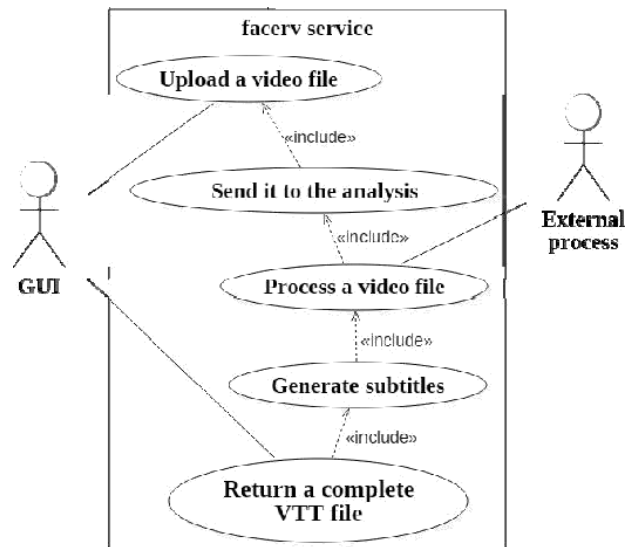 facerv service
Upload a video file
«include»
Send it to the analysis
«include»
External
process
GUI
Process a video file
«include»
Generate subtitles
«include»
Return a complete
VTT file